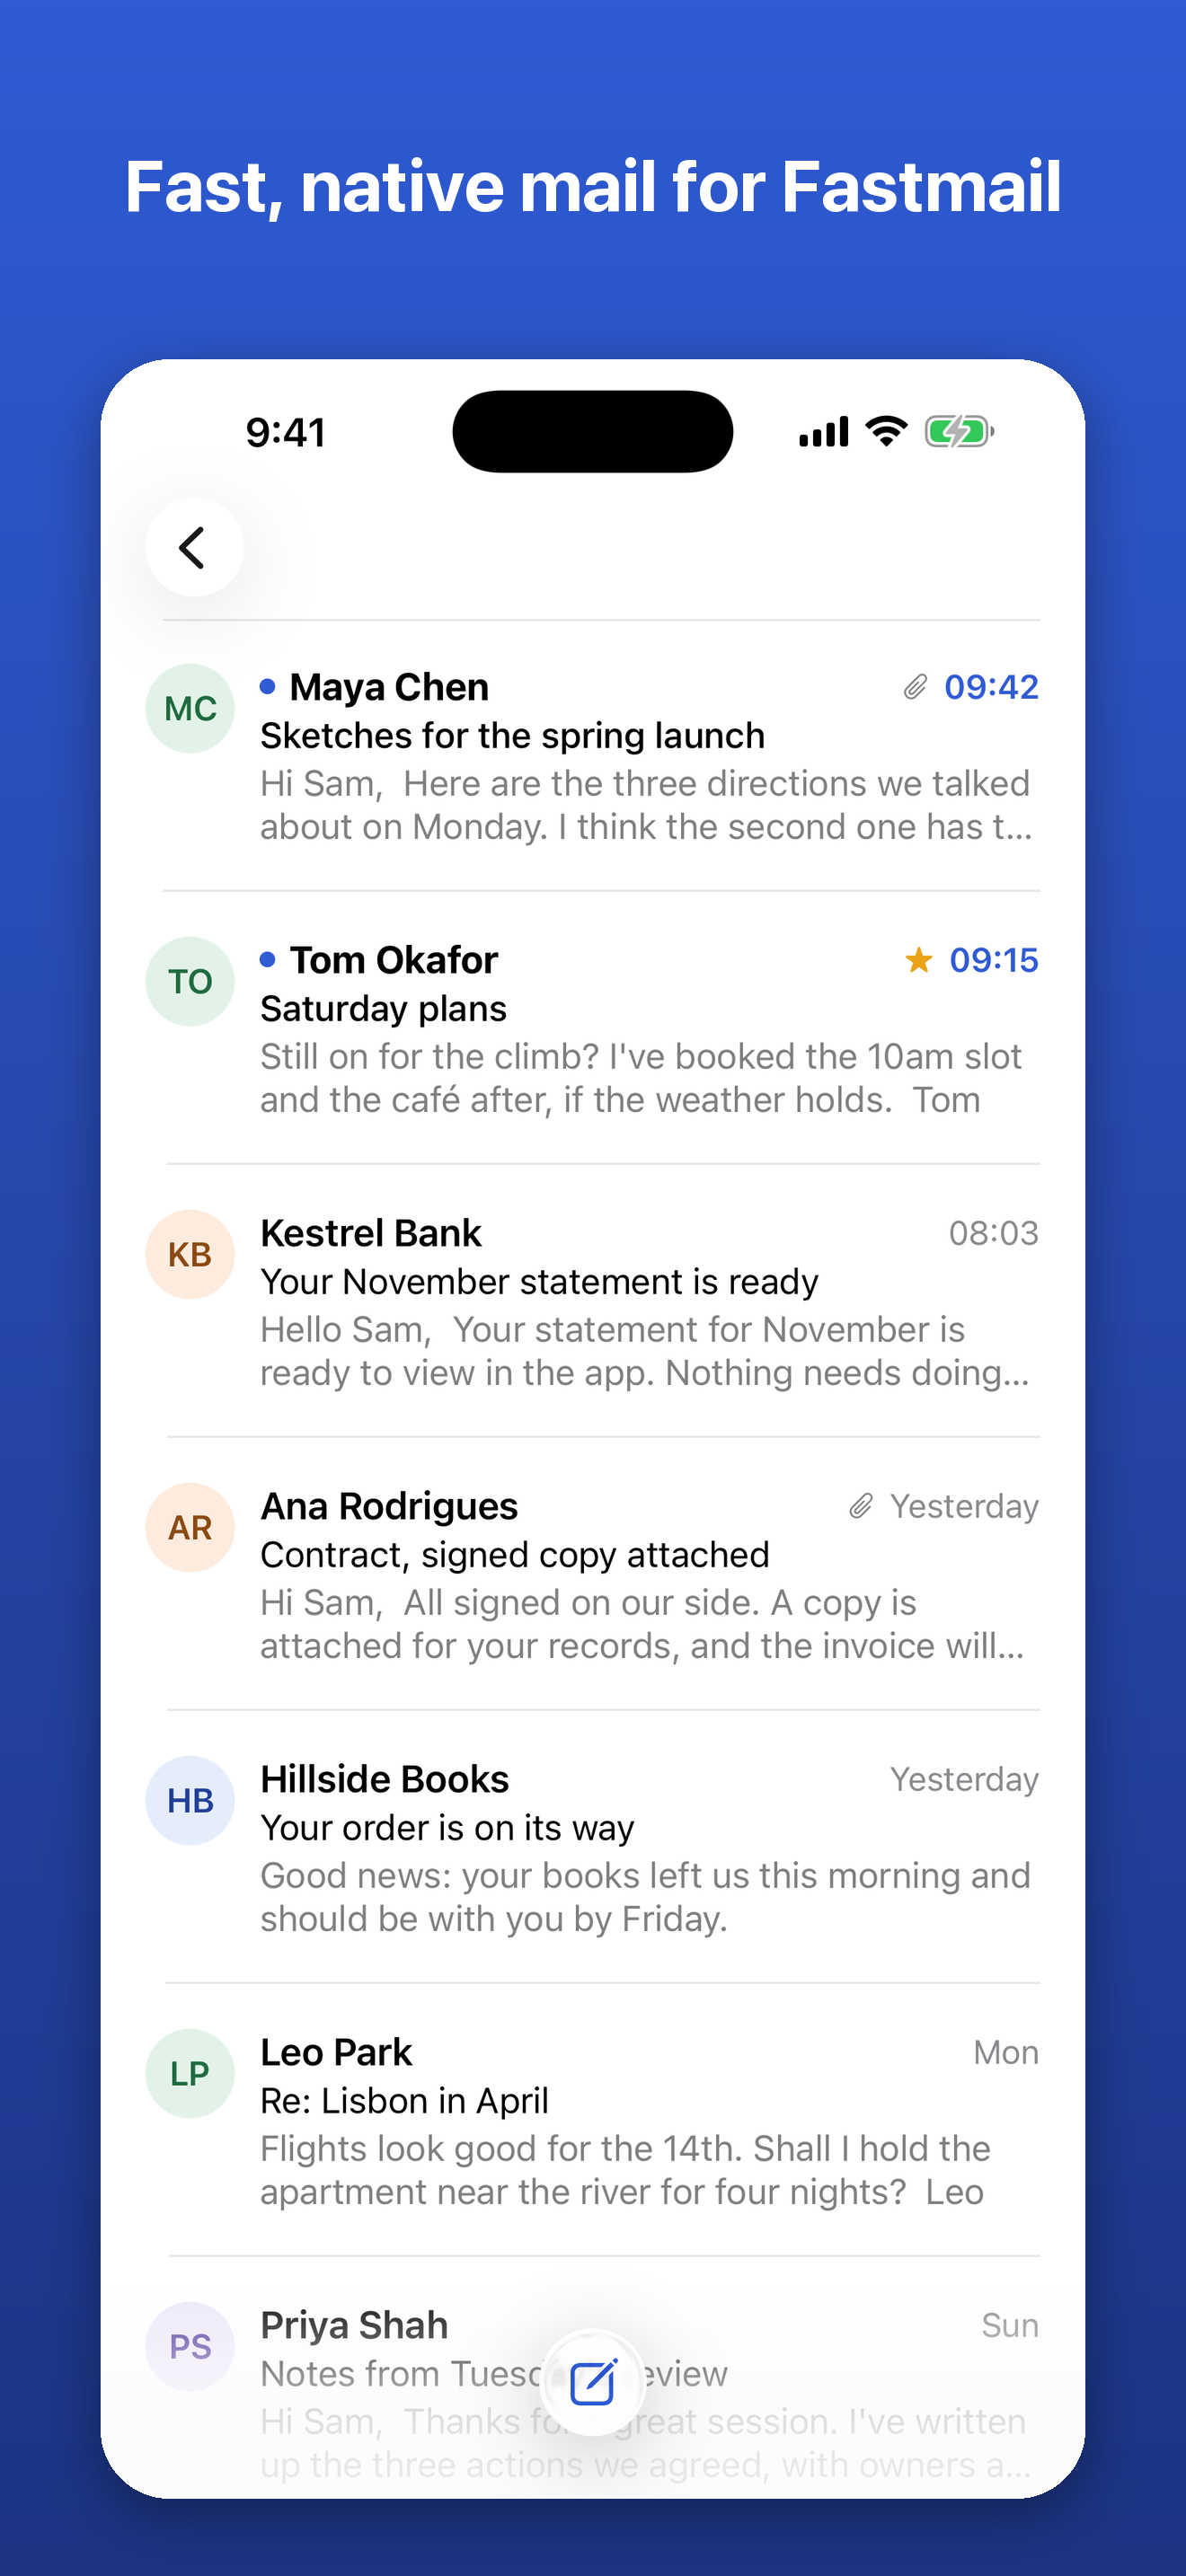 Fast, native mail for Fastmail
9:41
MC
Maya Chen
09:42
Sketches for the spring launch
Hi Sam,  Here are the three directions we talked
about on Monday. I think the second one has t...
TO
Tom Okafor
09:15
Saturday plans
Still on for the climb? I've booked the 10am slot
and the café after, if the weather holds.  Tom
KB
Kestrel Bank
08:03
Your November statement is ready
Hello Sam,  Your statement for November is
ready to view in the app. Nothing needs doing...
AR
Ana Rodrigues
Yesterday
Contract, signed copy attached
Hi Sam,  All signed on our side. A copy is
attached for your records, and the invoice will...
HB
Hillside Books
Yesterday
Your order is on its way
Good news: your books left us this morning and
should be with you by Friday.
LP
Leo Park
Mon
Re: Lisbon in April
Flights look good for the 14th. Shall I hold the
apartment near the river for four nights?  Leo
PS
Priya Shah
Sun
Notes from
Hi Sam,  Thanks great session. I've written
up the three actions we agreed, with owners a...